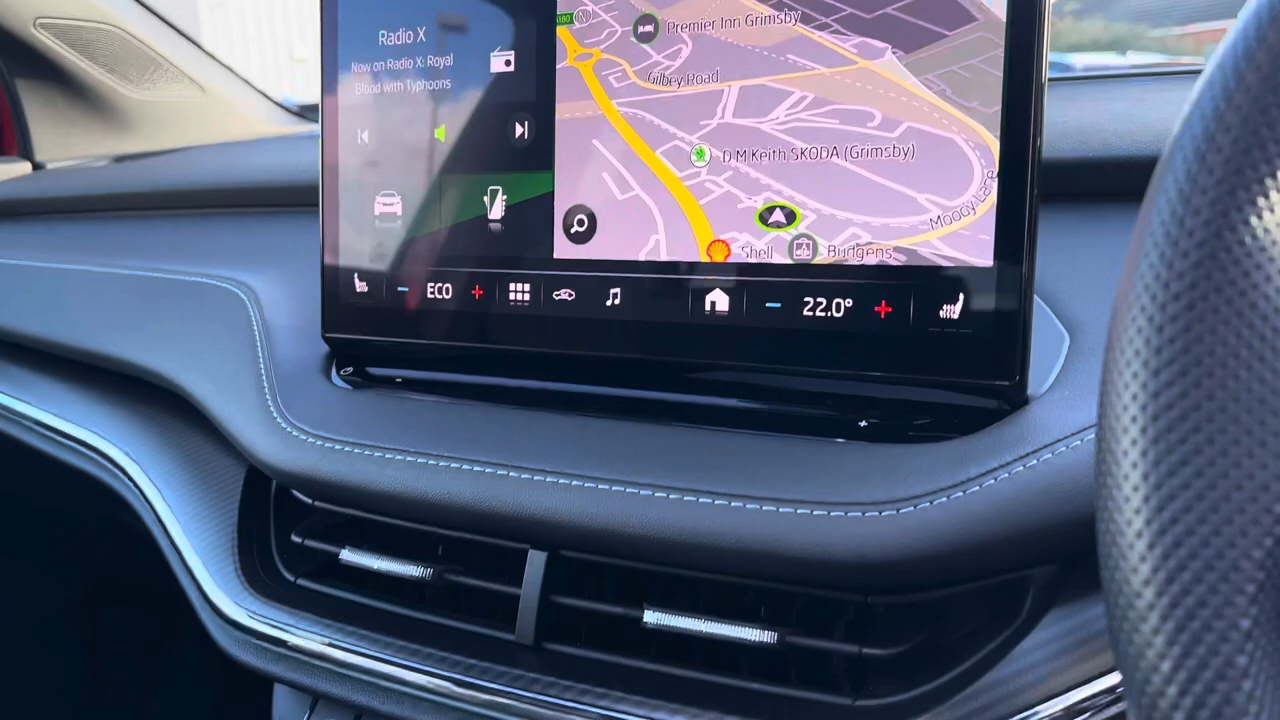 Radio X
Now on Radio X: Royal
Blood with Typhoons
ECO
22.0°
A180
N
Premier Inn Grimsby
Gilbey Road
D M Keith SKODA (Grimsby)
Moody Lane
Shell
Budgens